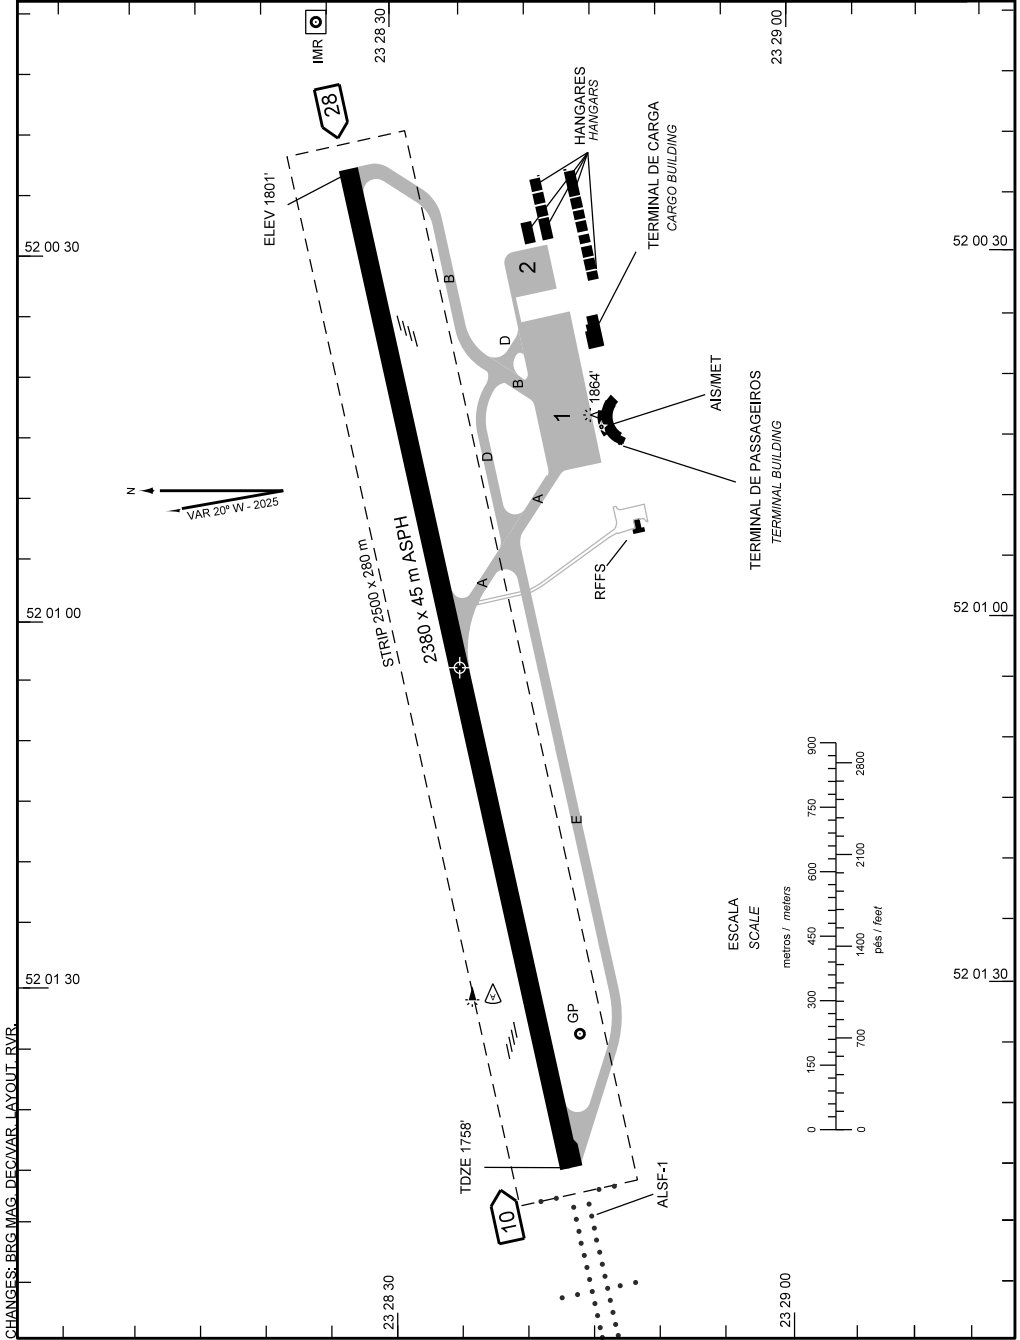 CHANGES: BRG MAG, DEC/VAR, LAYOUT, RVR.
23 28 30
23 29 00
IMR
28
ELEV 1801'
HANGARES
HANGARS
TERMINAL DE CARGA
CARGO BUILDING
52 00 30
52 00 30
B
2
D
B
1
1864'
AIS/MET
TERMINAL DE PASSAGEIROS
TERMINAL BUILDING
N
VAR 20º W - 2025
D
A
A
STRIP 2500 x 280 m
2380 x 45 m ASPH
RFFS
52 01 00
52 01 00
E
52 01 30
52 01 30
GP
ESCALA
SCALE
metros / meters
0 150 300 450 600 750 900
0 700 1400 2100 2800
pés / feet
TDZE 1758'
10
ALSF-1
23 28 30
23 29 00